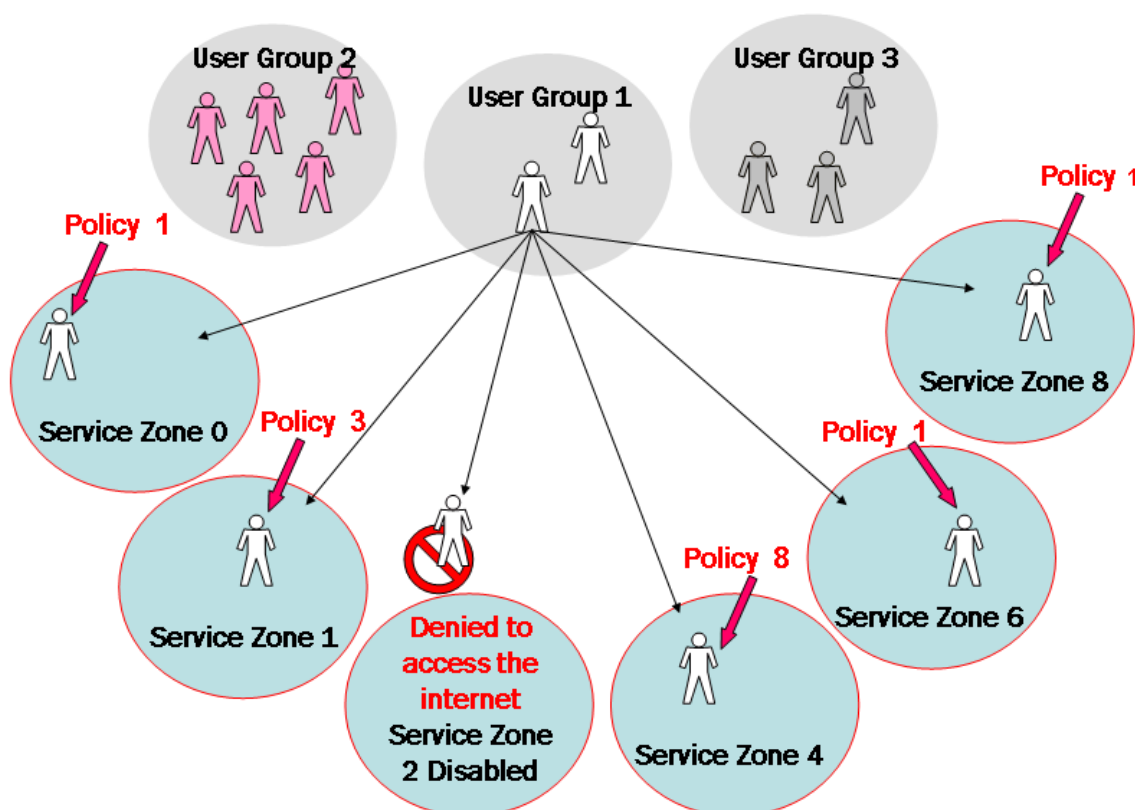 User Group 2
User Group 3
User Group 1
Policy 1
Policy 1
Service Zone 8
Service Zone 0
Policy 3
Policy 1
Service Zone 1
Policy 8
Service Zone 6
Denied to
access the
internet
Service Zone
2 Disabled
Service Zone 4